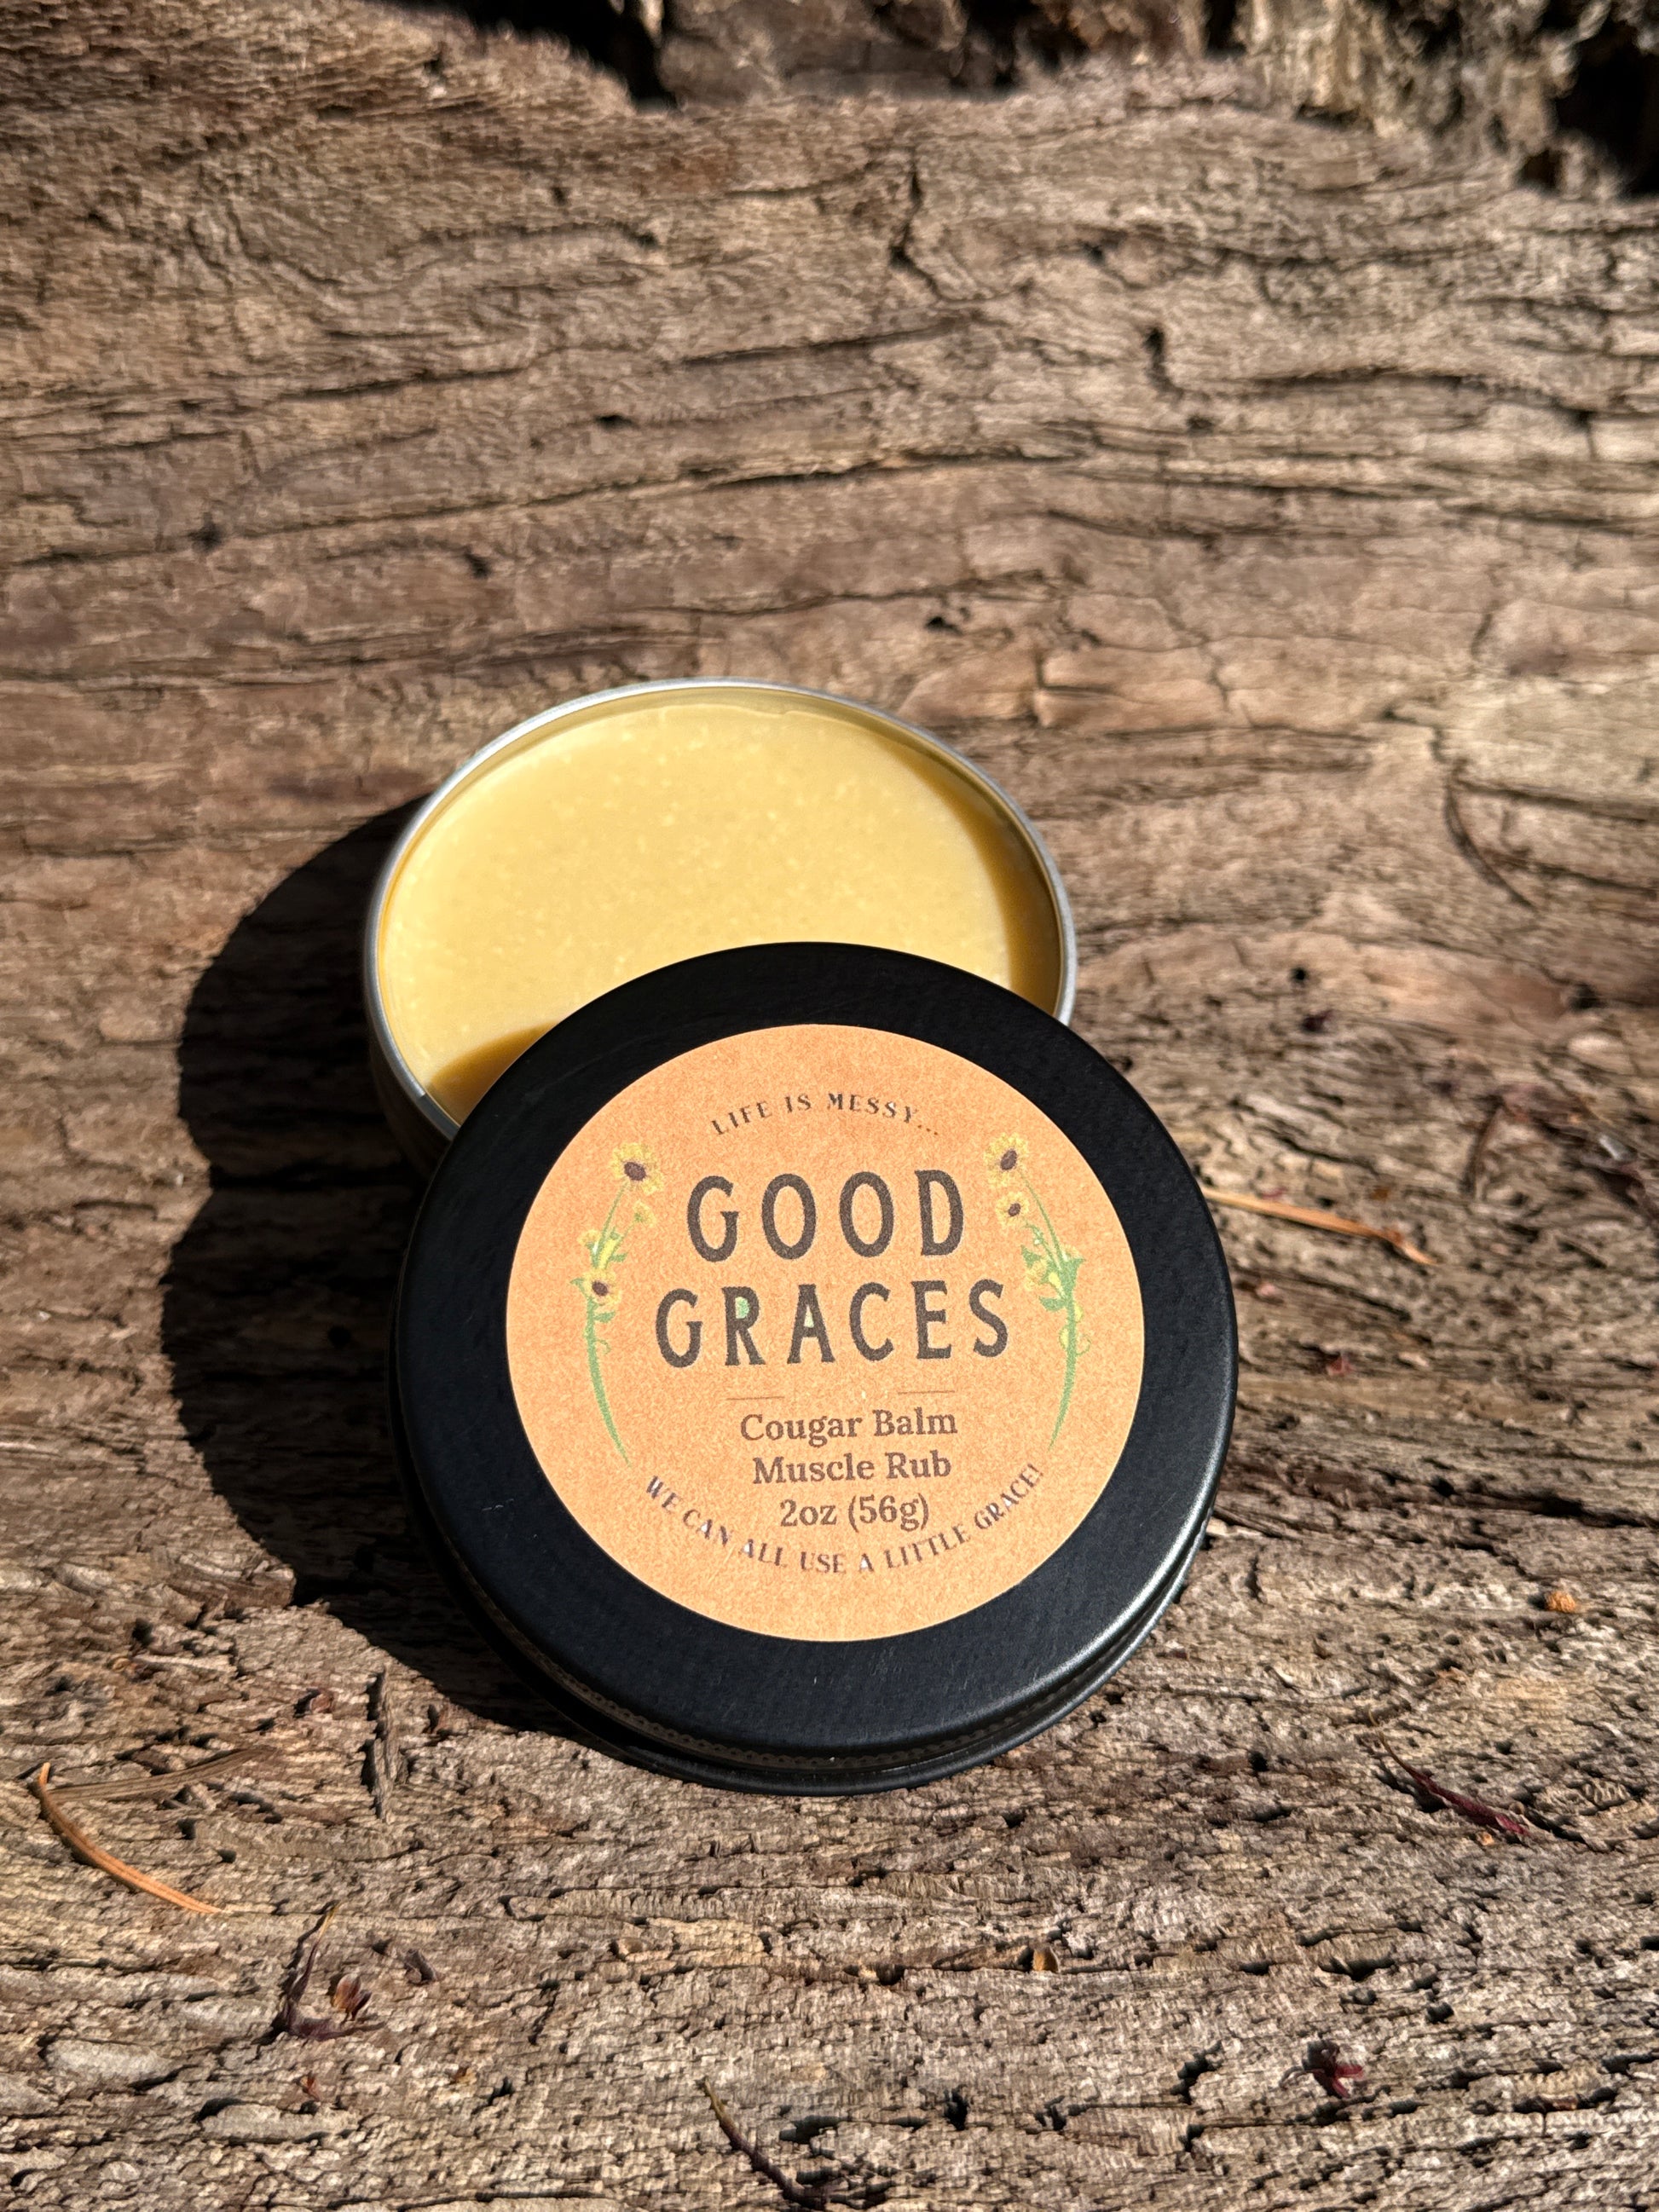 LIFE IS MESSY...
GOOD
GRACES
Cougar Balm
Muscle Rub
2oz (56g)
WE CAN ALL USE A LITTLE GRACE!